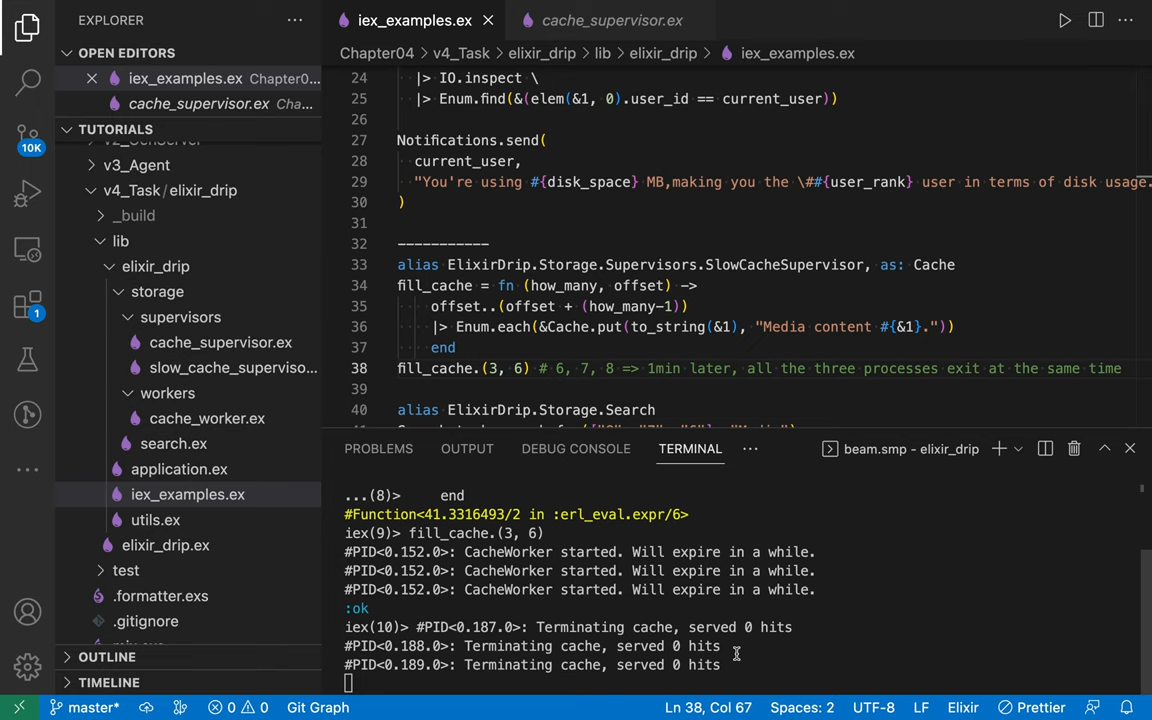 EXPLORER
OPEN EDITORS
iex_examples.ex Chapter0...
cache_supervisor.ex Cha...
TUTORIALS
v3_Agent
v4_Task/elixir_drip
_build
lib
elixir_drip
storage
supervisors
cache_supervisor.ex
slow_cache_superviso...
workers
cache_worker.ex
search.ex
application.ex
iex_examples.ex
utils.ex
elixir_drip.ex
test
.formatter.exs
.gitignore
OUTLINE
TIMELINE
10K
1
iex_examples.ex
cache_supervisor.ex
Chapter04 > v4_Task > elixir_drip > lib > elixir_drip > iex_examples.ex
24 |> IO.inspect \
25 |> Enum.find(&(elem(&1, 0).user_id == current_user))
26
27 Notifications.send(
28 current_user,
29 "You're using #{disk_space} MB,making you the \##{user_rank} user in terms of disk usage.
30 )
31
32 -----------
33 alias ElixirDrip.Storage.Supervisors.SlowCacheSupervisor, as: Cache
34 fill_cache = fn (how_many, offset) ->
35 offset..(offset + (how_many-1))
36 |> Enum.each(&Cache.put(to_string(&1), "Media content #{&1}."))
37 end
38 fill_cache.(3, 6) # 6, 7, 8 => 1min later, all the three processes exit at the same time
39
40 alias ElixirDrip.Storage.Search
PROBLEMS OUTPUT DEBUG CONSOLE TERMINAL ... beam.smp - elixir_drip
...(8)> end
#Function<41.3316493/2 in :erl_eval.expr/6>
iex(9)> fill_cache.(3, 6)
#PID<0.152.0>: CacheWorker started. Will expire in a while.
#PID<0.152.0>: CacheWorker started. Will expire in a while.
#PID<0.152.0>: CacheWorker started. Will expire in a while.
:ok
iex(10)> #PID<0.187.0>: Terminating cache, served 0 hits
#PID<0.188.0>: Terminating cache, served 0 hits
#PID<0.189.0>: Terminating cache, served 0 hits
master* 0 0 Git Graph Ln 38, Col 67 Spaces: 2 UTF-8 LF Elixir Prettier